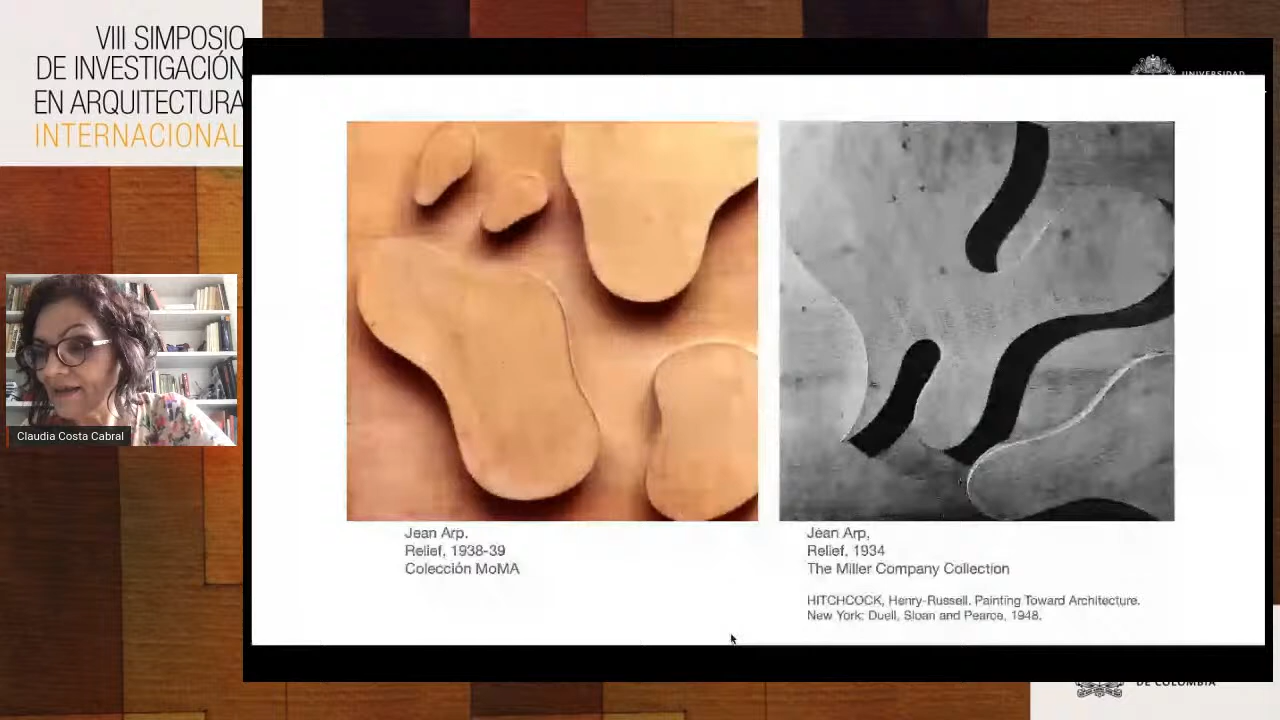 VIII SIMPOSIO
DE INVESTIGACIÓN
EN ARQUITECTURA
INTERNACIONAL
UNIVERSIDAD
Claudia Costa Cabral
Jean Arp.
Relief, 1938-39
Colección MoMA
Jean Arp,
Relief, 1934
The Miller Company Collection
HITCHCOCK, Henry-Russell. Painting Toward Architecture.
New York: Duell, Sloan and Pearce, 1948.
DE COLOMBIA